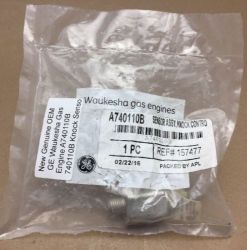 Waukesha gas engines
A740110B
SENSOR ASSY, KNOCK CONTRO
1 PC
REF# 157477
02/22/16
PACKED BY APL
New Genuine OEM
GE Waukesha Gas
Engine A740110B
740110B Knock Senso